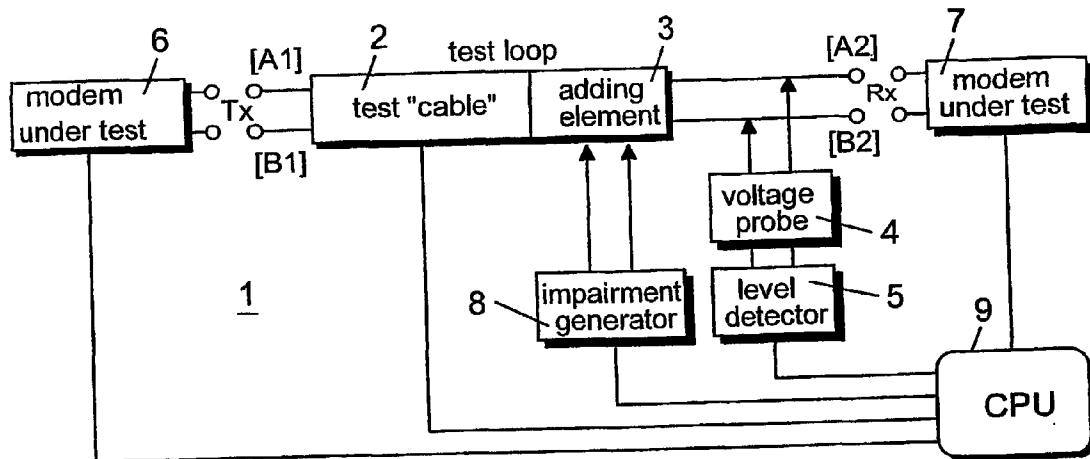 6
2
test loop
3
[A2]
7
[A1]
modem
under test
Tx
test "cable"
adding
element
Rx
modem
under test
[B1]
[B2]
voltage
probe
4
1
8
impairment
generator
level
detector
5
9
CPU